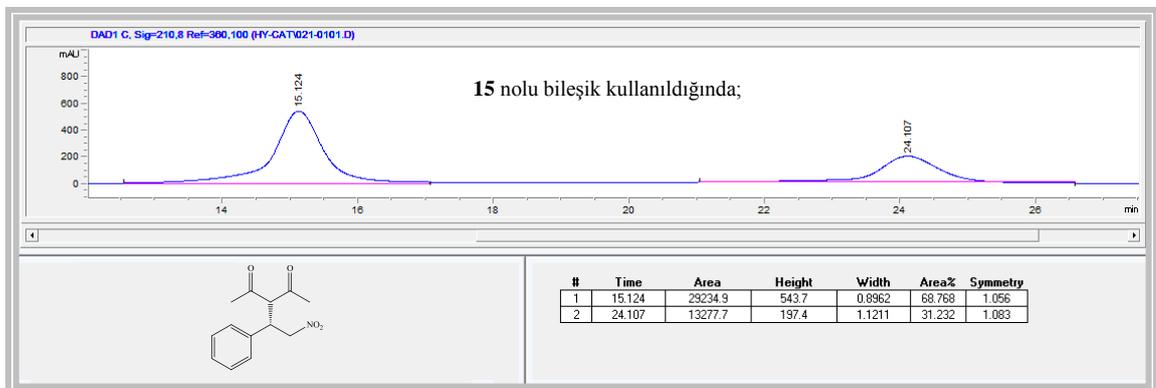 DAD1 C, Sig=210,8 Ref=360,100 (HY-CAT\021-0101.D)
mAU
800
600
400
200
0
15.124
24.107
15 nolu bileşik kullanıldığında;
14 16 18 20 22 24 26 min
O O
NO2
# Time Area Height Width Area% Symmetry
1 15.124 29234.9 543.7 0.8962 68.768 1.056
2 24.107 13277.7 197.4 1.1211 31.232 1.083